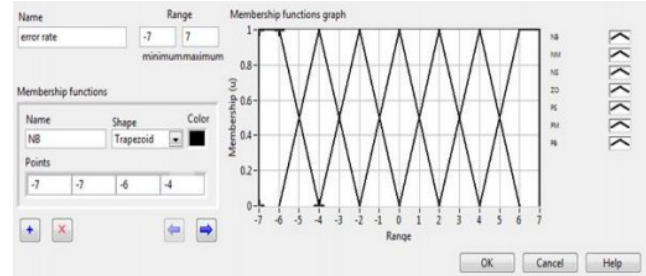 Name
Range
error rate
-7
7
minimum maximum
Membership functions
Name
Shape
Color
NB
Trapezoid
Points
-7
-7
-6
-4
Membership functions graph
Membership (u)
1
0.8
0.6
0.4
0.2
0
-7 -6 -5 -4 -3 -2 -1 0 1 2 3 4 5 6 7
Range
NB
NM
NS
ZO
PS
PM
PB
OK
Cancel
Help